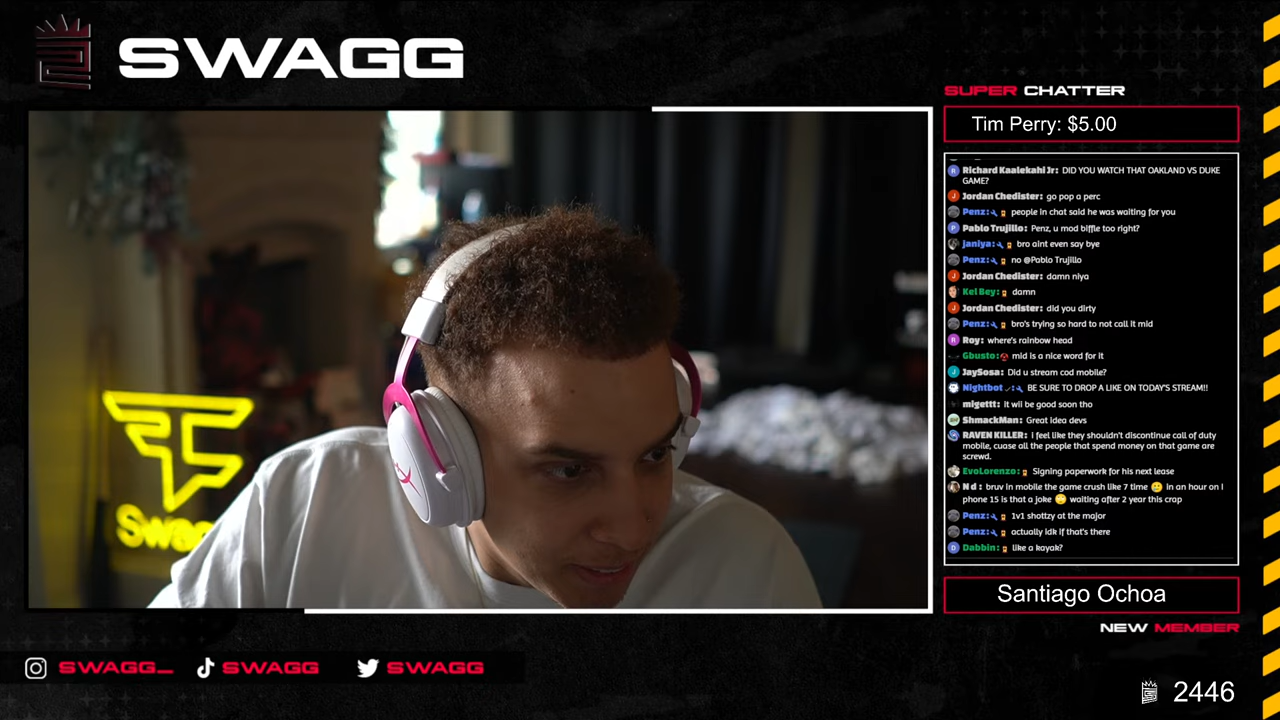 SWAGG
SUPER CHATTER
Tim Perry: $5.00
Richard Kaalekahi Jr: DID YOU WATCH THAT OAKLAND VS DUKE
GAME?
Jordan Chedister: go pop a perc
Penz: people in chat said he was waiting for you
Pablo Trujillo: Penz, u mod biffle too right?
Janiya: bro aint even say bye
Penz: no @Pablo Trujillo
Jordan Chedister: damn niya
Kel Bey: damn
Jordan Chedister: did you dirty
Penz: bro's trying so hard to not call it mid
Roy: where's rainbow head
Gbusto: mid is a nice word for it
JaySosa: Did u stream cod mobile?
Nightbot: BE SURE TO DROP A LIKE ON TODAY'S STREAM!!
migettt: it wil be good soon tho
ShmackMan: Great idea devs
RAVEN KILLER: I feel like they shouldn't discontinue call of duty
mobile, cuase all the people that spend money on that game are
screwd.
EvoLorenzo: Signing paperwork for his next lease
N d: bruv in mobile the game crush like 7 time 🙂 in an hour on I
phone 15 is that a joke 😳 waiting after 2 year this crap
Penz: 1v1 shottzy at the major
Penz: actually idk if that's there
Dabbin: like a kayak?
Swagg
Santiago Ochoa
NEW MEMBER
SWAGG_ SWAGG SWAGG
2446